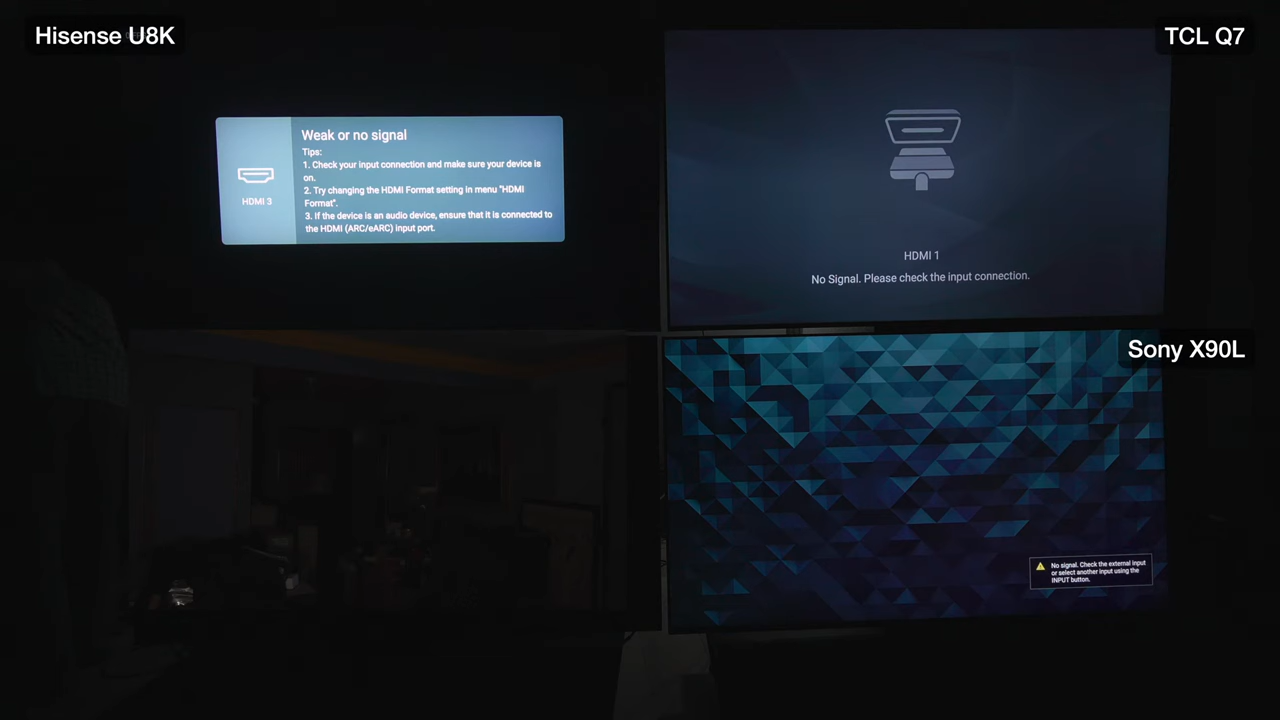 Hisense U8K
TCL Q7
Weak or no signal
Tips:
1. Check your input connection and make sure your device is
on.
2. Try changing the HDMI Format setting in menu "HDMI
Format".
3. If the device is an audio device, ensure that it is connected to
the HDMI (ARC/eARC) input port.
HDMI 3
HDMI 1
No Signal. Please check the input connection.
Sony X90L
No signal. Check the external input
or select another input using the
INPUT button.